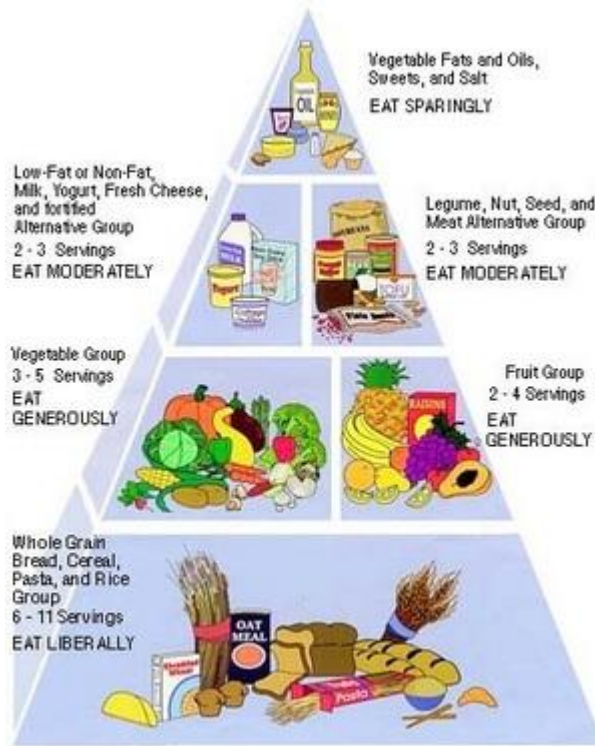 Vegetable Fats and Oils,
Sweets, and Salt
EAT SPARINGLY
OIL
Low-Fat or Non-Fat,
Milk, Yogurt, Fresh Cheese,
and fortified
Alternative Group
2 - 3 Servings
EAT MODERATELY
Legume, Nut, Seed, and
Meat Alternative Group
2 - 3 Servings
EAT MODERATELY
MILK
Yogurt
TOFU
Vegetable Group
3 - 5 Servings
EAT
GENEROUSLY
Fruit Group
2 - 4 Servings
EAT
GENEROUSLY
RAISINS
Whole Grain
Bread, Cereal,
Pasta, and Rice
Group
6 - 11 Servings
EAT LIBERALLY
OAT
MEAL
Shredded
Wheat
Pasta